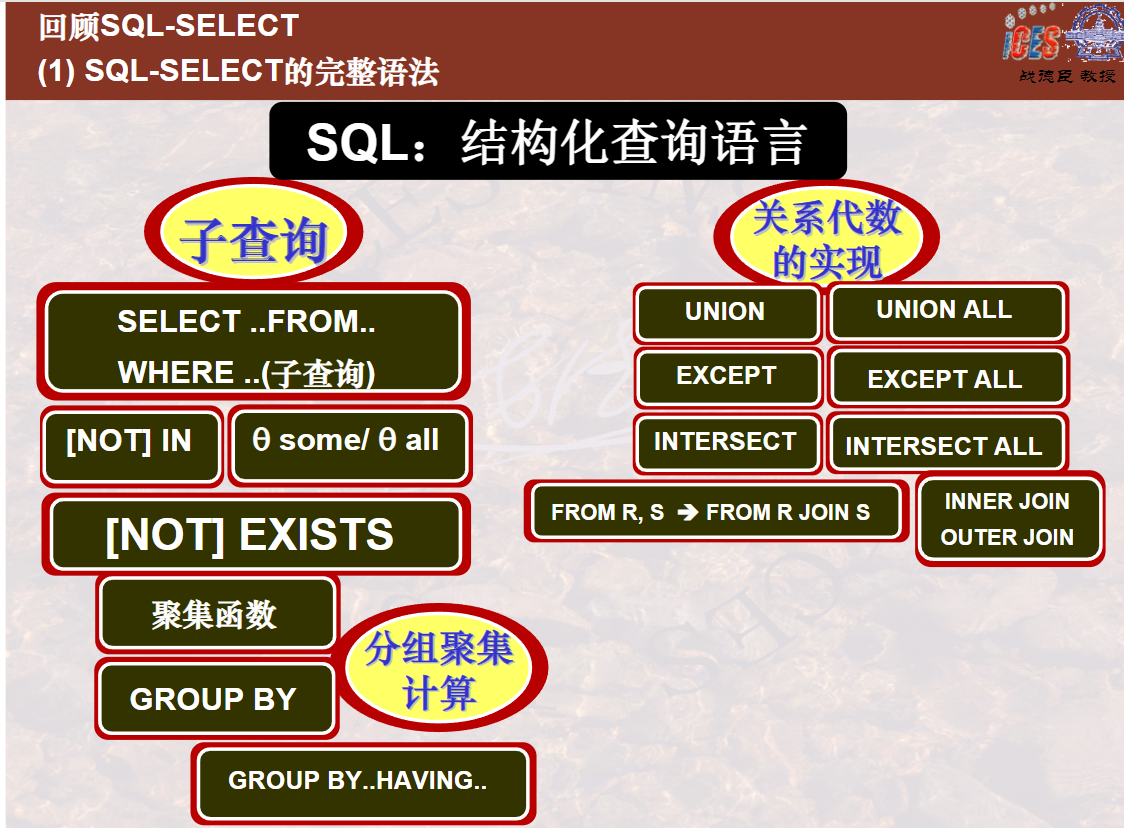 回顾SQL-SELECT
(1) SQL-SELECT的完整语法
iCES
战德臣 教授
SQL：结构化查询语言
子查询
SELECT ..FROM..
WHERE ..(子查询)
[NOT] IN
θ some/ θ all
[NOT] EXISTS
聚集函数
GROUP BY
分组聚集
计算
GROUP BY..HAVING..
关系代数
的实现
UNION
UNION ALL
EXCEPT
EXCEPT ALL
INTERSECT
INTERSECT ALL
FROM R, S ➔ FROM R JOIN S
INNER JOIN
OUTER JOIN